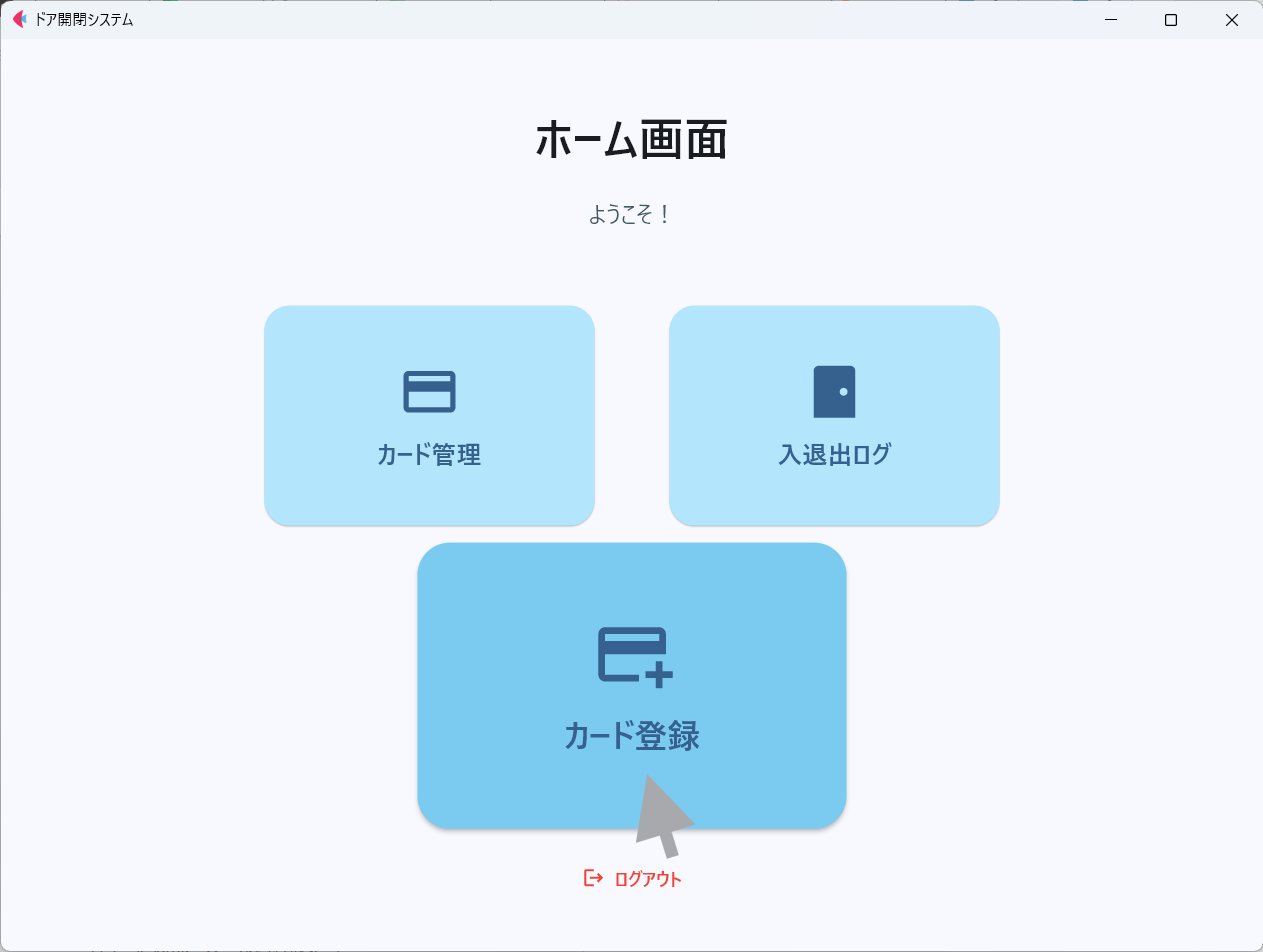 ドア開閉システム
ホーム画面
ようこそ！
カード管理
入退出ログ
カード登録
ログアウト